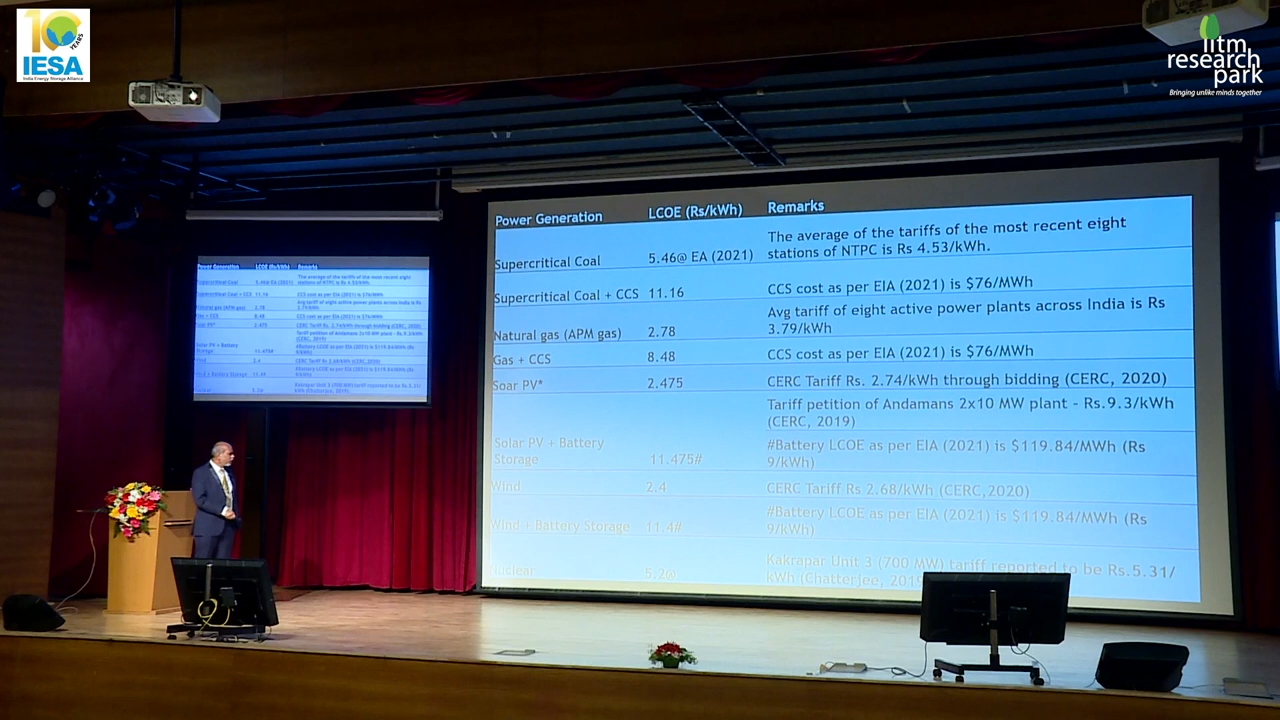 10
YEARS
IESA
India Energy Storage Alliance
iitm
research
park
Bringing unlike minds together
Power Generation LCOE (Rs/kWh) Remarks
Supercritical Coal 5.46@ EA (2021) The average of the tariffs of the most recent eight
stations of NTPC is Rs 4.53/kWh.
Supercritical Coal + CCS 11.16 CCS cost as per EIA (2021) is $76/MWh
Natural gas (APM gas) 2.78 Avg tariff of eight active power plants across India is Rs
3.79/kWh
Gas + CCS 8.48 CCS cost as per EIA (2021) is $76/MWh
Soar PV* 2.475 CERC Tariff Rs. 2.74/kWh through bidding (CERC, 2020)
Tariff petition of Andamans 2x10 MW plant - Rs.9.3/kWh
(CERC, 2019)
Solar PV + Battery
Storage 11.475# #Battery LCOE as per EIA (2021) is $119.84/MWh (Rs
9/kWh)
Wind 2.4 CERC Tariff Rs 2.68/kWh (CERC,2020)
Wind + Battery Storage 11.4# #Battery LCOE as per EIA (2021) is $119.84/MWh (Rs
9/kWh)
Nuclear 5.2@ Kakrapar Unit 3 (700 MW) tariff reported to be Rs.5.31/
kWh (Chatterjee,